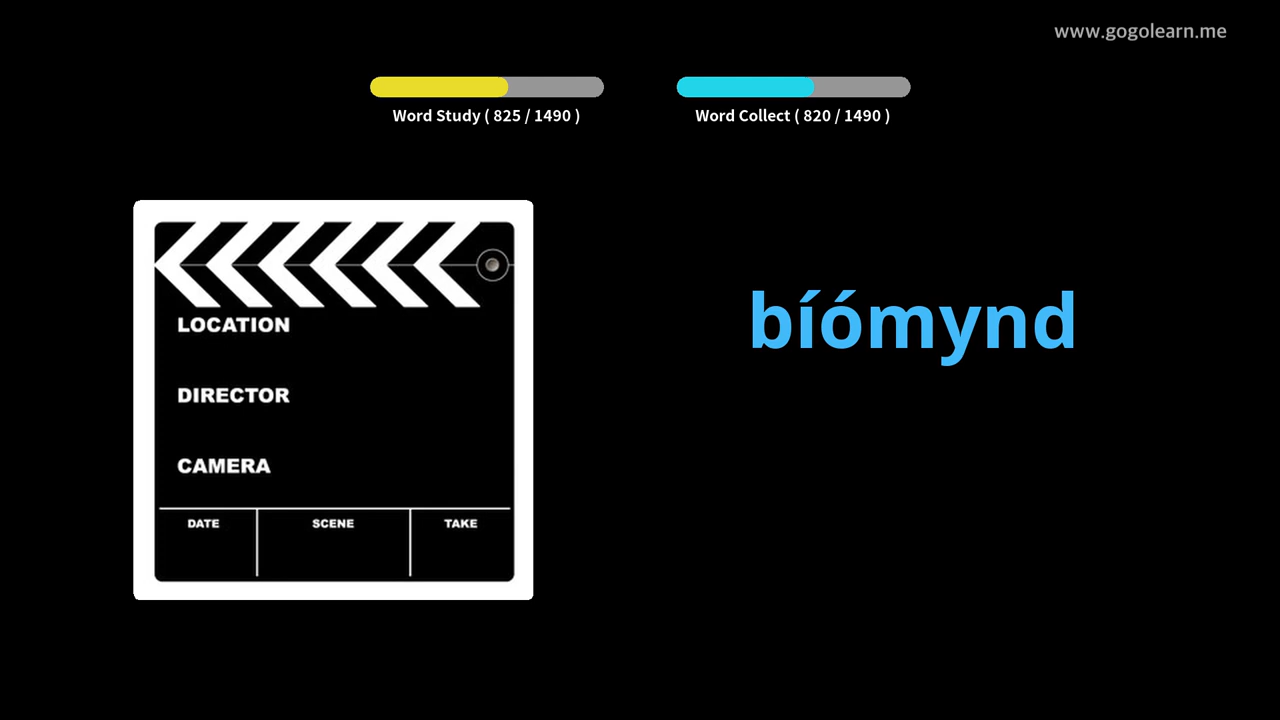 www.gogolearn.me
Word Study ( 825 / 1490 )
Word Collect ( 820 / 1490 )
LOCATION
DIRECTOR
CAMERA
DATE
SCENE
TAKE
bíómynd